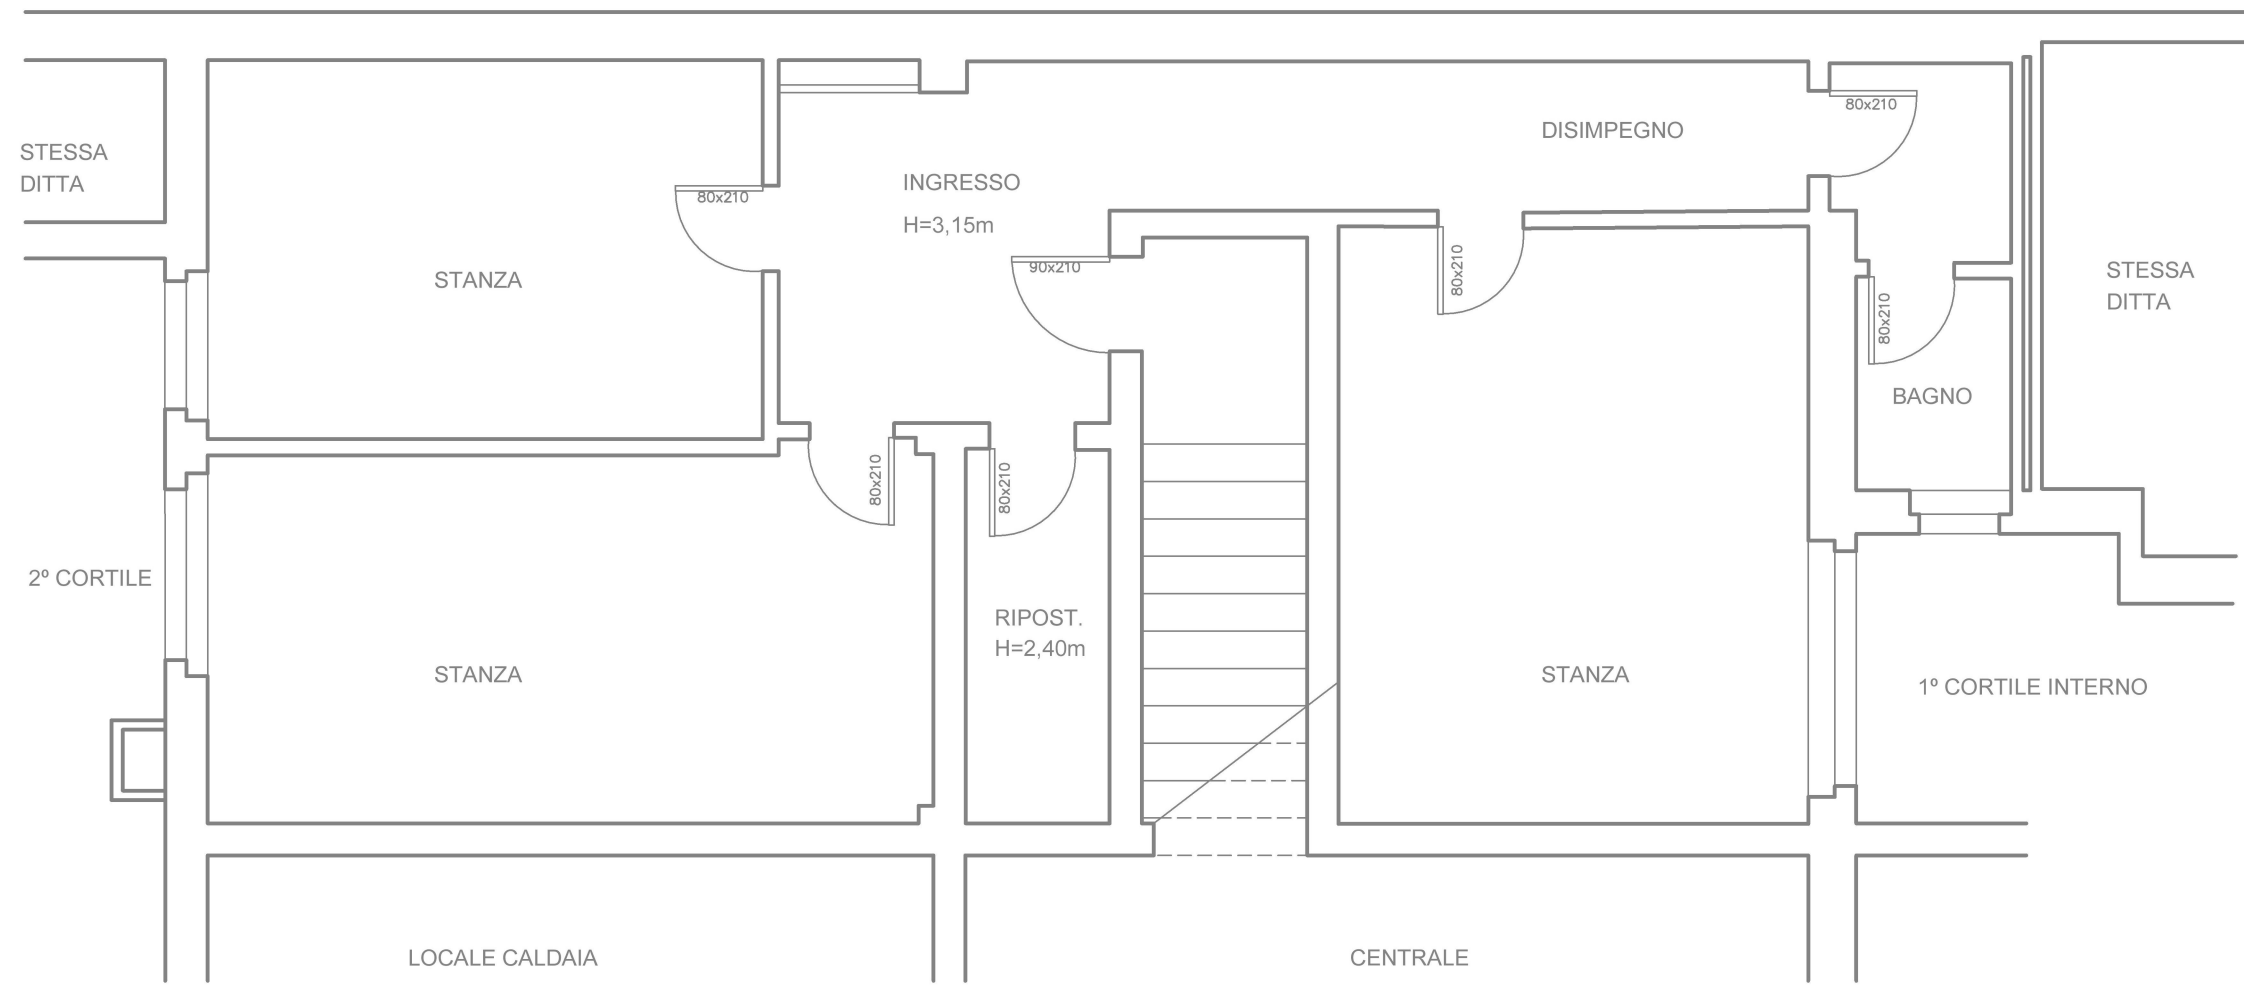 80x210
DISIMPEGNO
STESSA
DITTA
INGRESSO
H=3,15m
80x210
STANZA
90x210
80x210
STESSA
DITTA
80x210
BAGNO
80x210
80x210
2º CORTILE
RIPOST.
H=2,40m
STANZA
STANZA
1º CORTILE INTERNO
LOCALE CALDAIA
CENTRALE